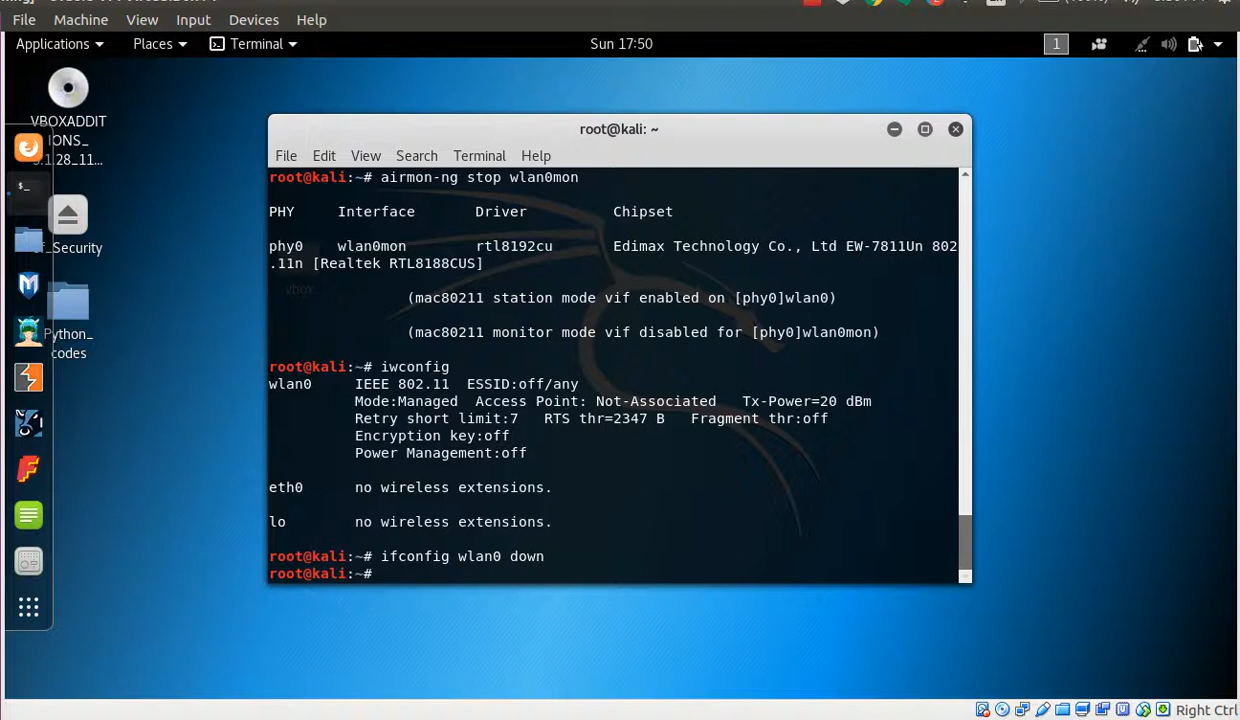 File Machine View Input Devices Help
Applications Places Terminal Sun 17:50 1
VBOXADDIT
IONS_
5.1.28_11...
sf_Security
Python_
codes
root@kali: ~
File Edit View Search Terminal Help
root@kali:~# airmon-ng stop wlan0mon
PHY Interface Driver Chipset
phy0 wlan0mon rtl8192cu Edimax Technology Co., Ltd EW-7811Un 802
.11n [Realtek RTL8188CUS]
(mac80211 station mode vif enabled on [phy0]wlan0)
(mac80211 monitor mode vif disabled for [phy0]wlan0mon)
root@kali:~# iwconfig
wlan0 IEEE 802.11 ESSID:off/any
Mode:Managed Access Point: Not-Associated Tx-Power=20 dBm
Retry short limit:7 RTS thr=2347 B Fragment thr:off
Encryption key:off
Power Management:off
eth0 no wireless extensions.
lo no wireless extensions.
root@kali:~# ifconfig wlan0 down
root@kali:~#
vbox
Right Ctrl